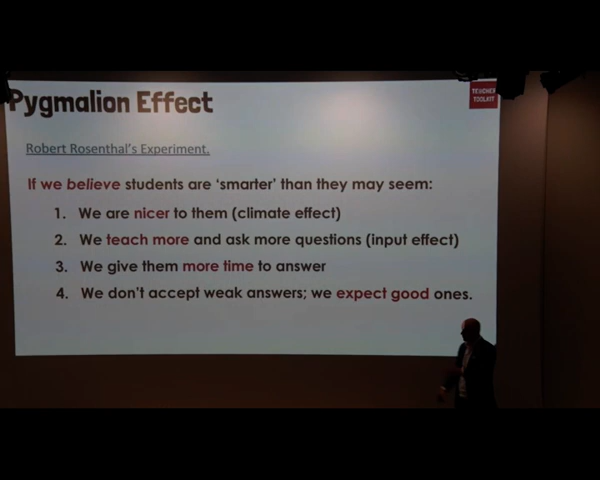 Pygmalion Effect
TEACHER
TOOLKIT
Robert Rosenthal's Experiment.
If we believe students are 'smarter' than they may seem:
1. We are nicer to them (climate effect)
2. We teach more and ask more questions (input effect)
3. We give them more time to answer
4. We don't accept weak answers; we expect good ones.